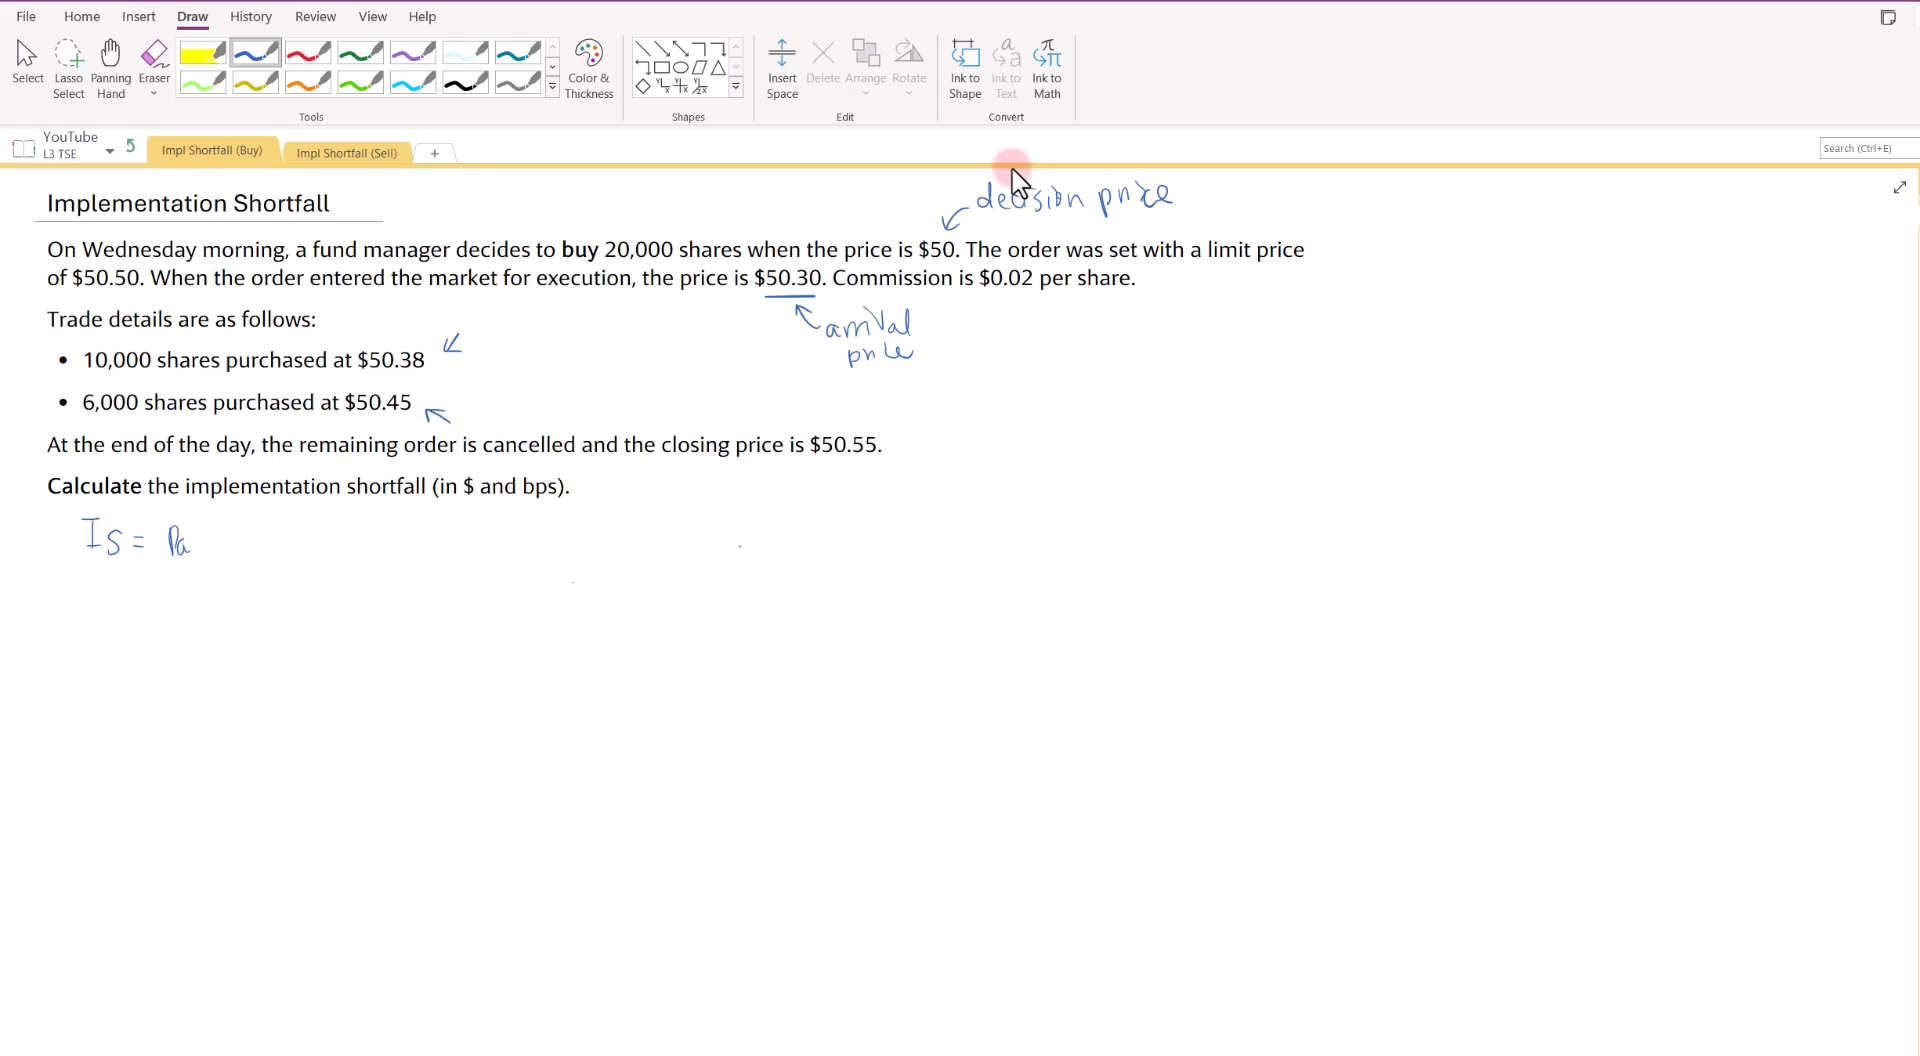 File Home Insert Draw History Review View Help
Select Lasso Select Panning Hand Eraser Color & Thickness Insert Space Delete Arrange Rotate Ink to Shape Ink to Text Ink to Math
Tools Shapes Edit Convert
YouTube
L3 TSE
Impl Shortfall (Buy) Impl Shortfall (Sell) + Search (Ctrl+E)
decision price
Implementation Shortfall
On Wednesday morning, a fund manager decides to buy 20,000 shares when the price is $50. The order was set with a limit price
of $50.50. When the order entered the market for execution, the price is $50.30. Commission is $0.02 per share.
arrival
price
Trade details are as follows:
• 10,000 shares purchased at $50.38
• 6,000 shares purchased at $50.45
At the end of the day, the remaining order is cancelled and the closing price is $50.55.
Calculate the implementation shortfall (in $ and bps).
IS = Pa